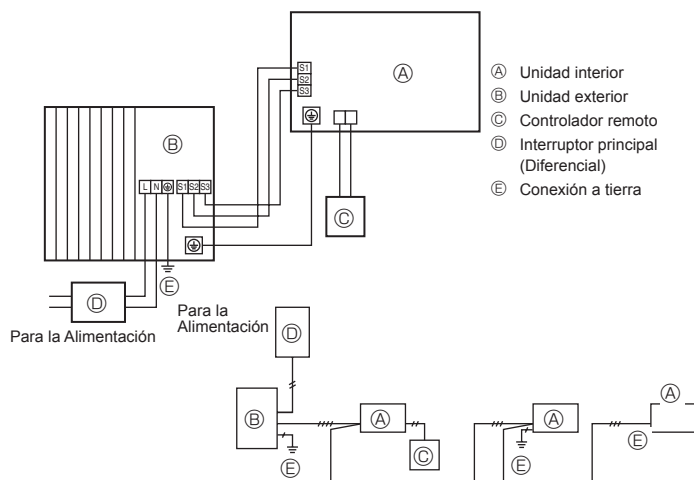 S1
S2
S3
Ⓐ
Ⓐ Unidad interior
Ⓑ Unidad exterior
Ⓒ Controlador remoto
Ⓓ Interruptor principal
(Diferencial)
Ⓔ Conexión a tierra
Ⓑ
L N S1 S2 S3
Ⓒ
Ⓔ
Ⓓ
Para la Alimentación
Para la
Alimentación
Ⓓ
Ⓑ
Ⓐ
Ⓒ
Ⓔ
Ⓐ
Ⓔ
Ⓐ
Ⓔ